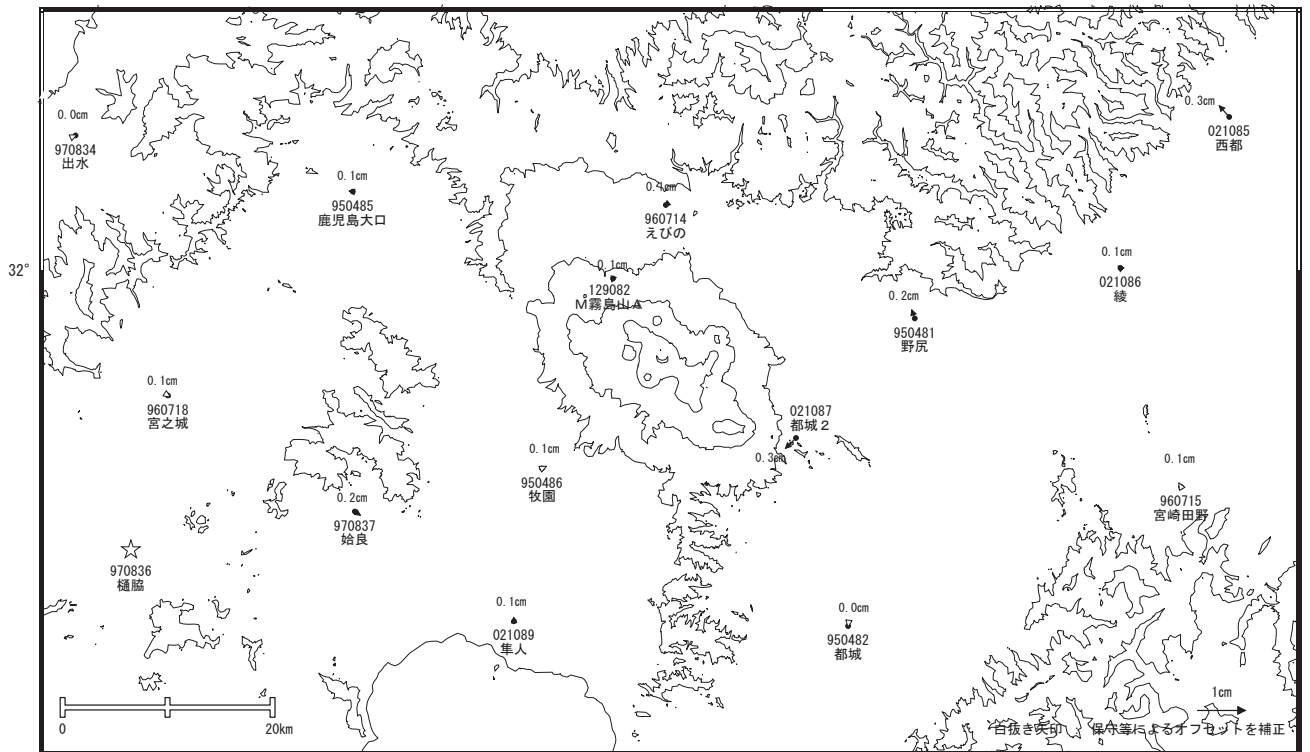 0.3cm
021085
西都
0.0cm
970834
出水
0.1cm
950485
鹿児島大口
0.1cm
960714
えびの
32°
0.1cm
129082
M霧島山A
0.1cm
021086
綾
0.2cm
950481
野尻
0.1cm
960718
宮之城
021087
都城2
0.3cm
0.1cm
950486
牧園
0.1cm
960715
宮崎田野
0.2cm
970837
姶良
970836
樋脇
0.1cm
021089
隼人
0.0cm
950482
都城
1cm
0 20km
白抜き矢印 : 保守等によるオフセットを補正